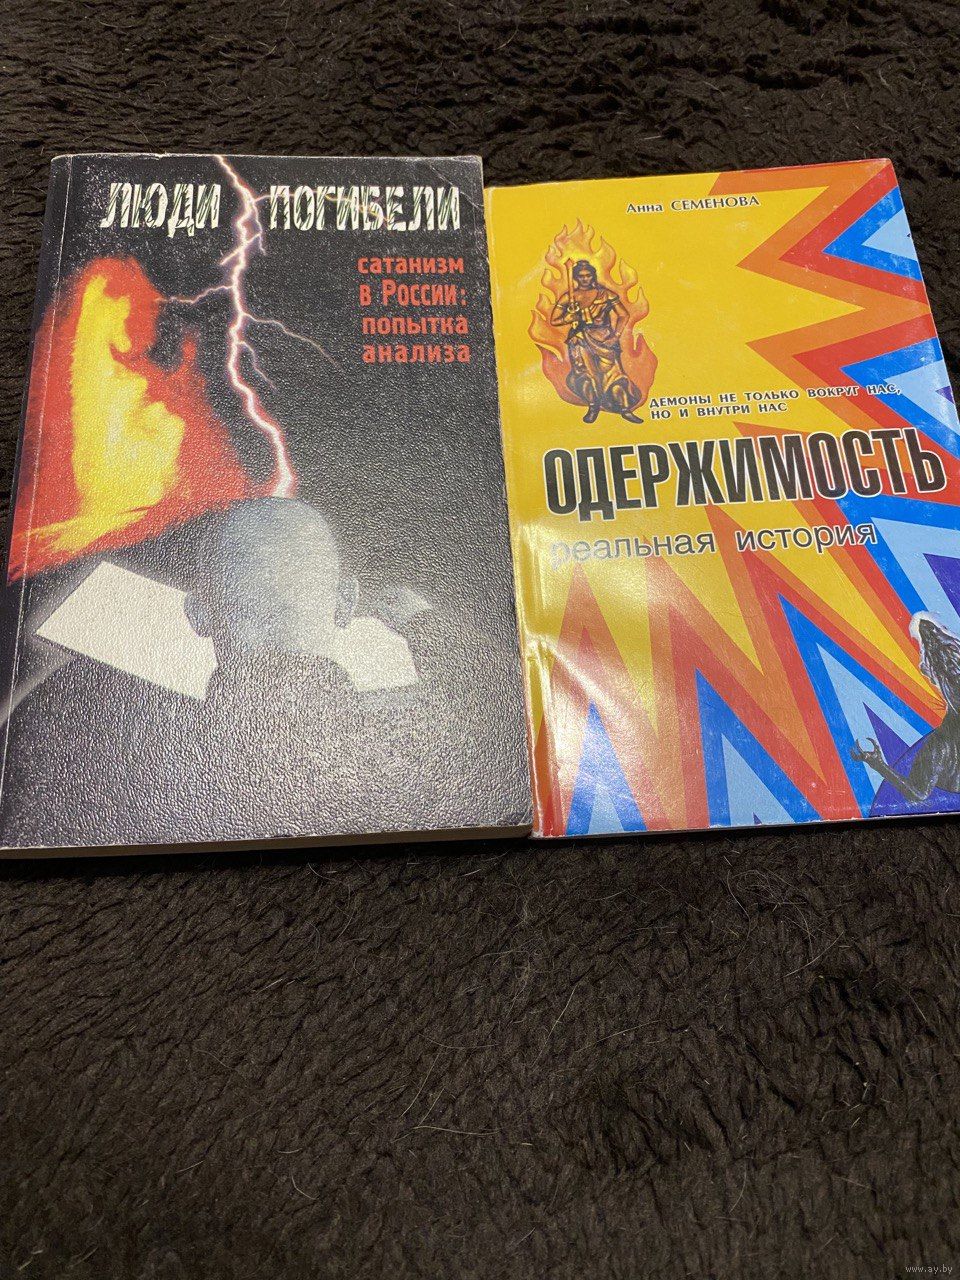 ЛЮДИ ПОГИБЕЛИ
сатанизм
в России:
попытка
анализа
Анна СЕМЕНОВА
ДЕМОНЫ НЕ ТОЛЬКО ВОКРУГ НАС,
НО И ВНУТРИ НАС
ОДЕРЖИМОСТЬ
реальная история
www.ay.by